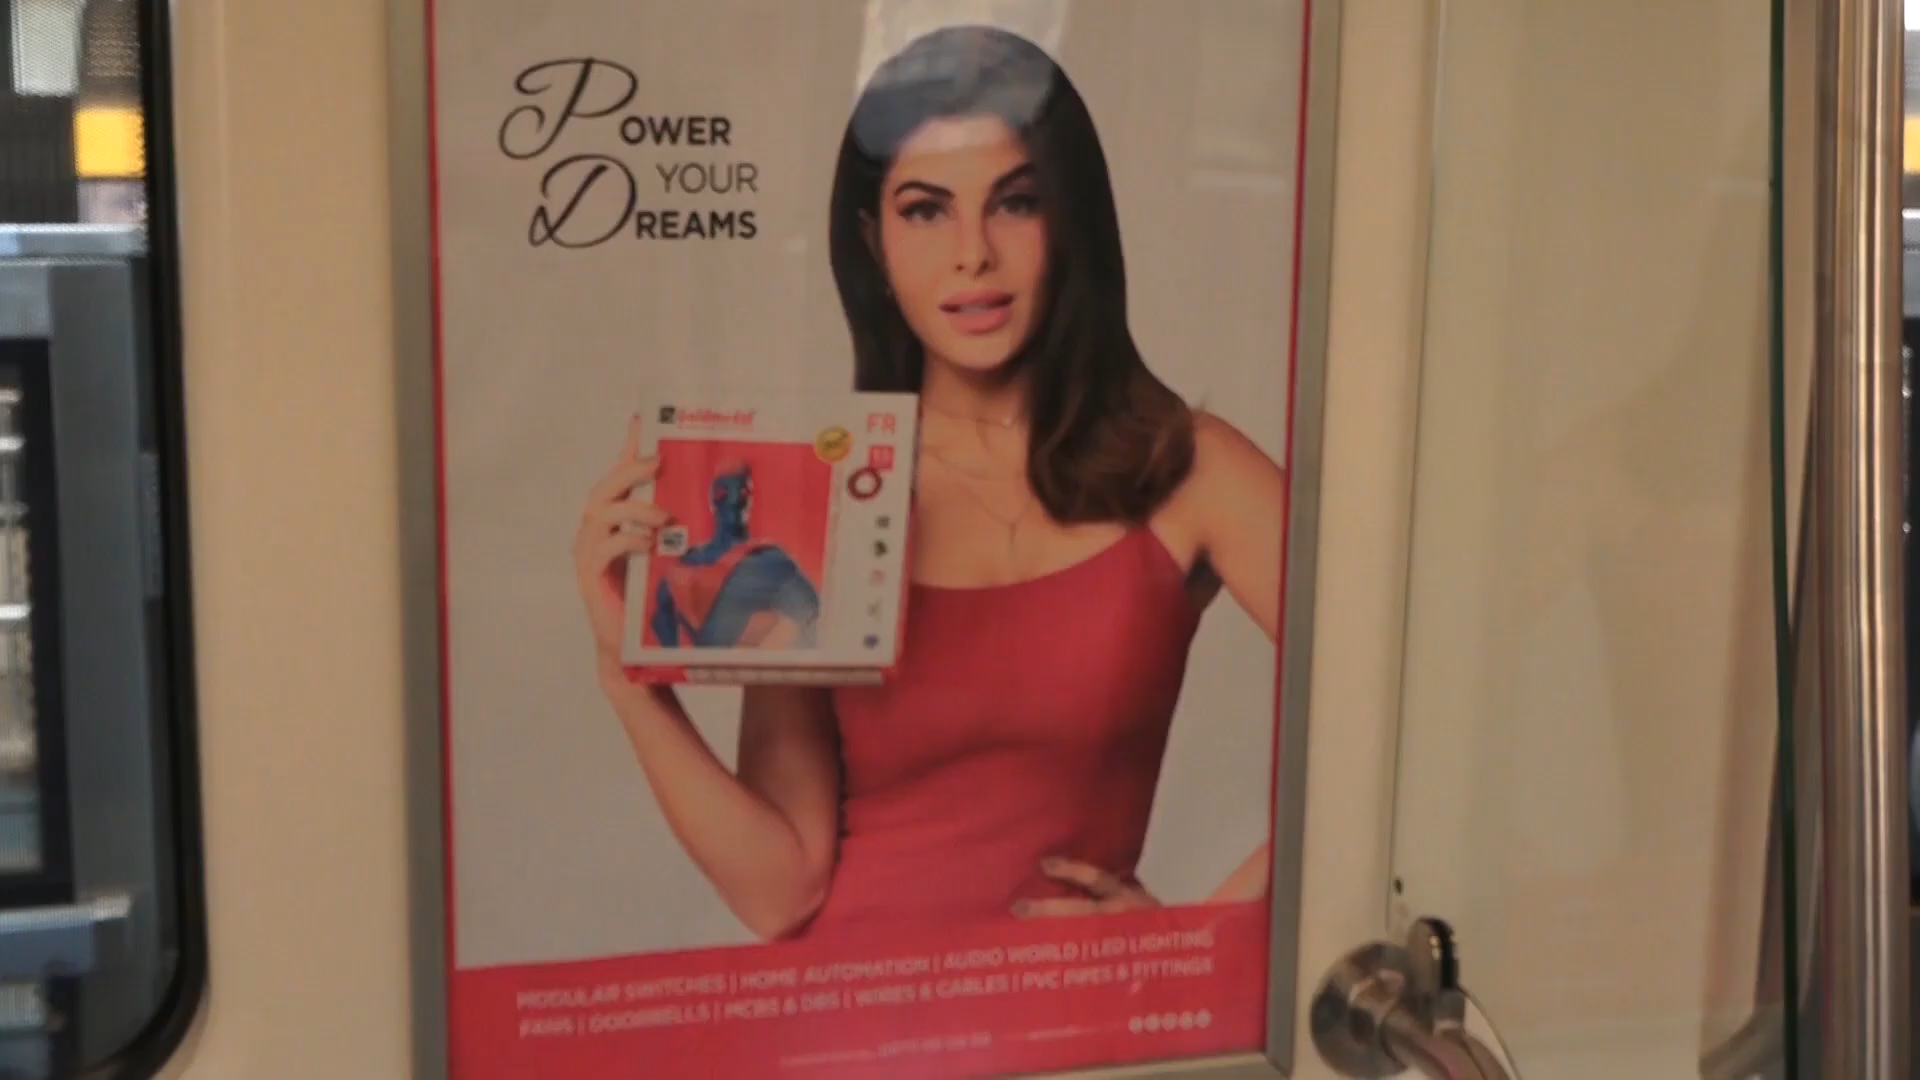 POWER
YOUR
DREAMS
Goldmedal
FR
MODULAR SWITCHES | HOME AUTOMATION | AUDIO WORLD | LED LIGHTING
FANS | DOORBELLS | MCBS & DBS | WIRES & CABLES | PVC PIPES & FITTINGS